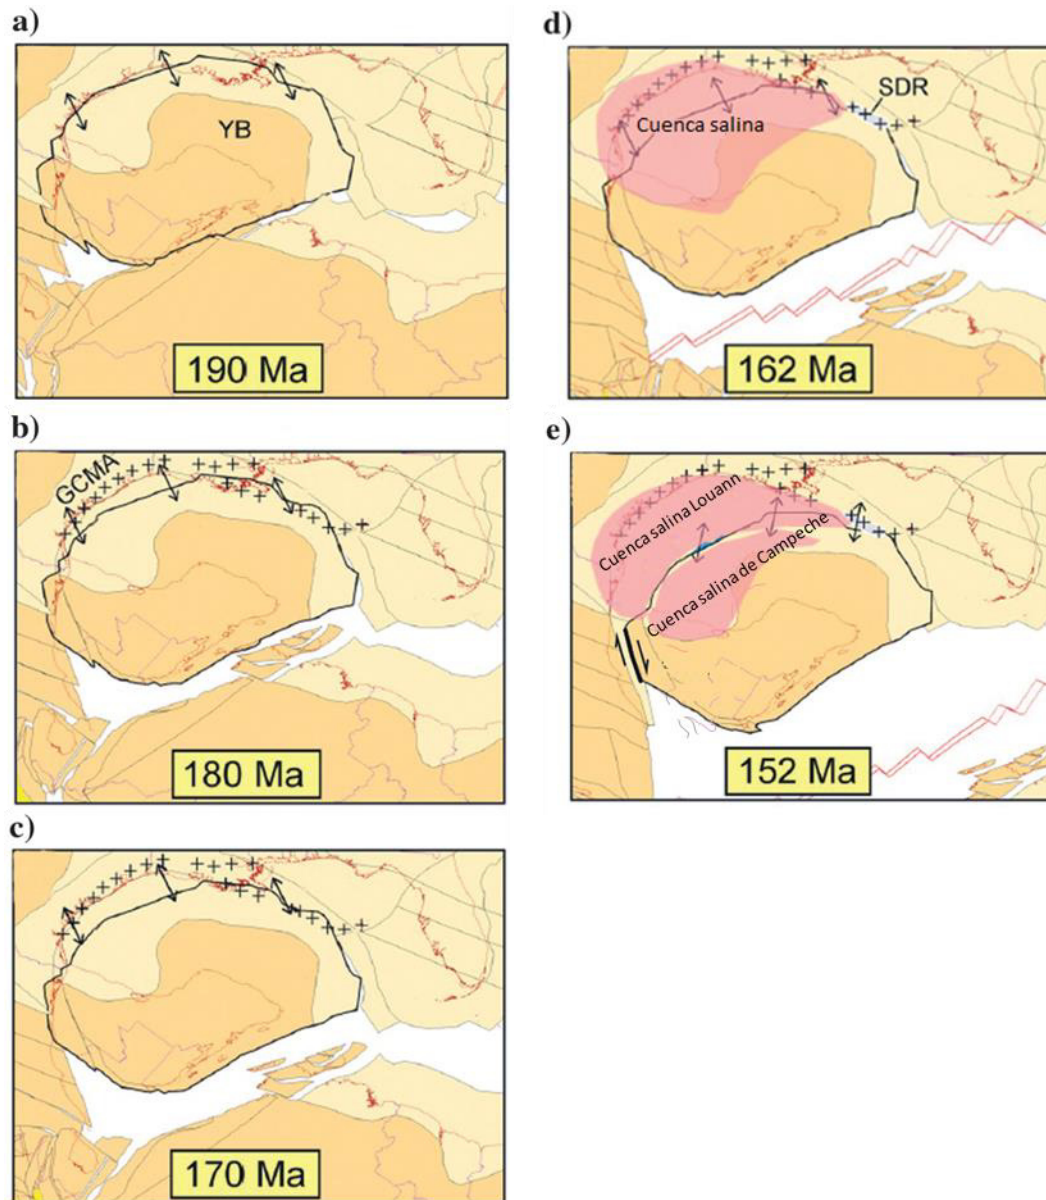 a)
YB
190 Ma
b)
GCMA
180 Ma
c)
170 Ma
d)
SDR
Cuenca salina
162 Ma
e)
Cuenca salina Louann
Cuenca salina de Campeche
152 Ma